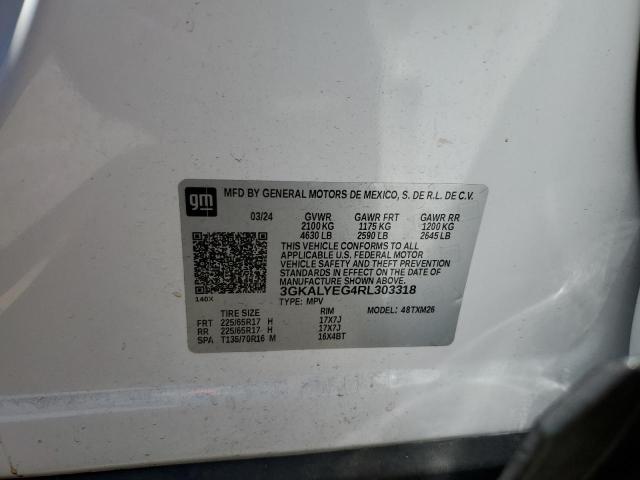 gm
MFD BY GENERAL MOTORS DE MEXICO, S. DE R.L. DE C.V.
03/24 GVWR GAWR FRT GAWR RR
2100 KG 1175 KG 1200 KG
4630 LB 2590 LB 2645 LB
THIS VEHICLE CONFORMS TO ALL
APPLICABLE U.S. FEDERAL MOTOR
VEHICLE SAFETY, BUMPER, AND THEFT
PREVENTION STANDARDS IN EFFECT ON THE
DATE OF MANUFACTURE SHOWN ABOVE.
140X 3GKALYEG4RL303318
TYPE: MPV MODEL: 48TXM26
TIRE SIZE RIM
FRT 225/65R17 H 17X7J
RR 225/65R17 H 17X7J
SPA T135/70R16 M 16X4BT